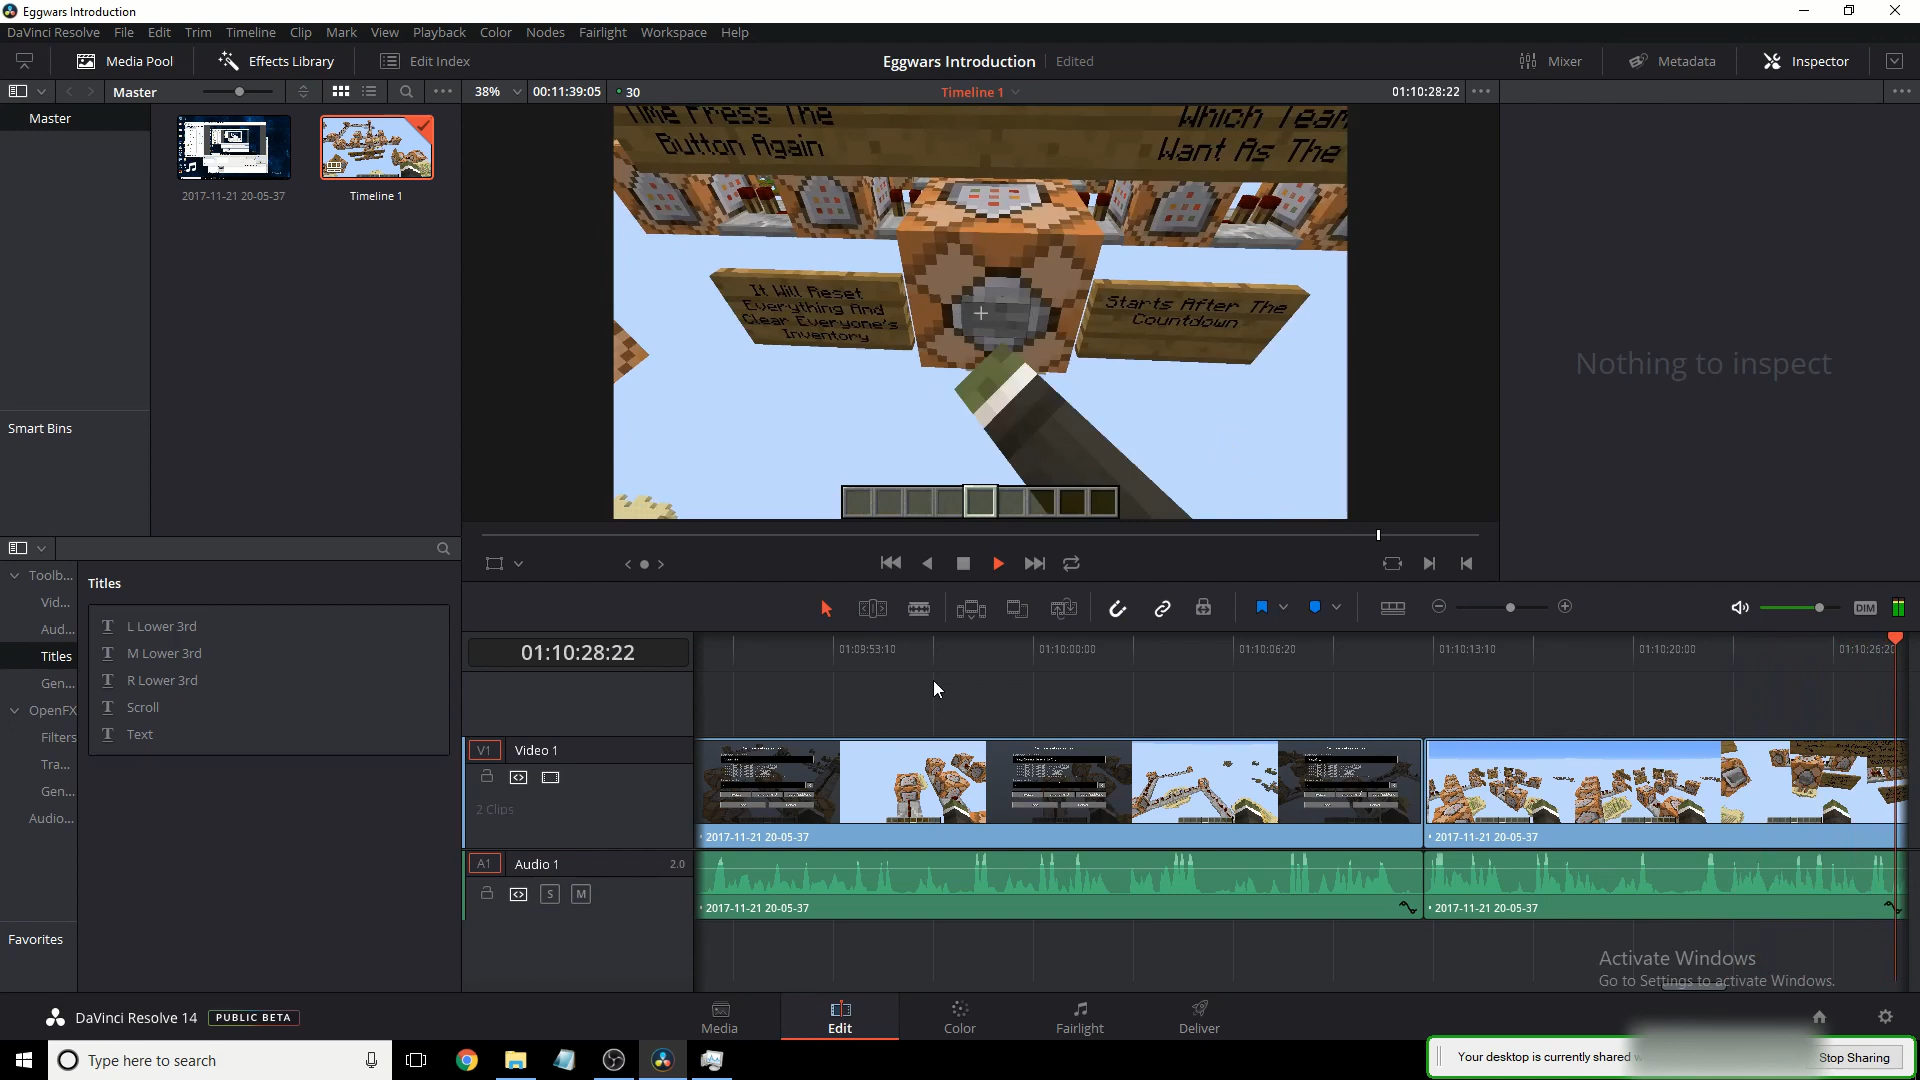 Eggwars Introduction
DaVinci Resolve File Edit Trim Timeline Clip Mark View Playback Color Nodes Fairlight Workspace Help
Media Pool Effects Library Edit Index Eggwars Introduction Edited Mixer Metadata Inspector
Master 38% 00:11:39:05 30 Timeline 1 01:10:28:22
Master
2017-11-21 20-05-37 Timeline 1
Time Press The
Button Again
Which Team
Want As The
It Will Reset
Everything And
Clear Everyone's
Inventory
Starts After The
Countdown
Nothing to inspect
Smart Bins
Titles
Toolb...
Vid...
Aud...
Titles
Gen...
OpenFX
Filters
Tra...
Gen...
Audio...
L Lower 3rd
M Lower 3rd
R Lower 3rd
Scroll
Text
Favorites
DIM
01:10:28:22
01:09:53:10 01:10:00:00 01:10:06:20 01:10:13:10 01:10:20:00 01:10:26:20
V1 Video 1
2 Clips
2017-11-21 20-05-37 2017-11-21 20-05-37
A1 Audio 1 2.0
S M
2017-11-21 20-05-37 2017-11-21 20-05-37
Activate Windows
Go to Settings to activate Windows.
DaVinci Resolve 14 PUBLIC BETA
Media Edit Color Fairlight Deliver
Type here to search
Your desktop is currently shared
Stop Sharing